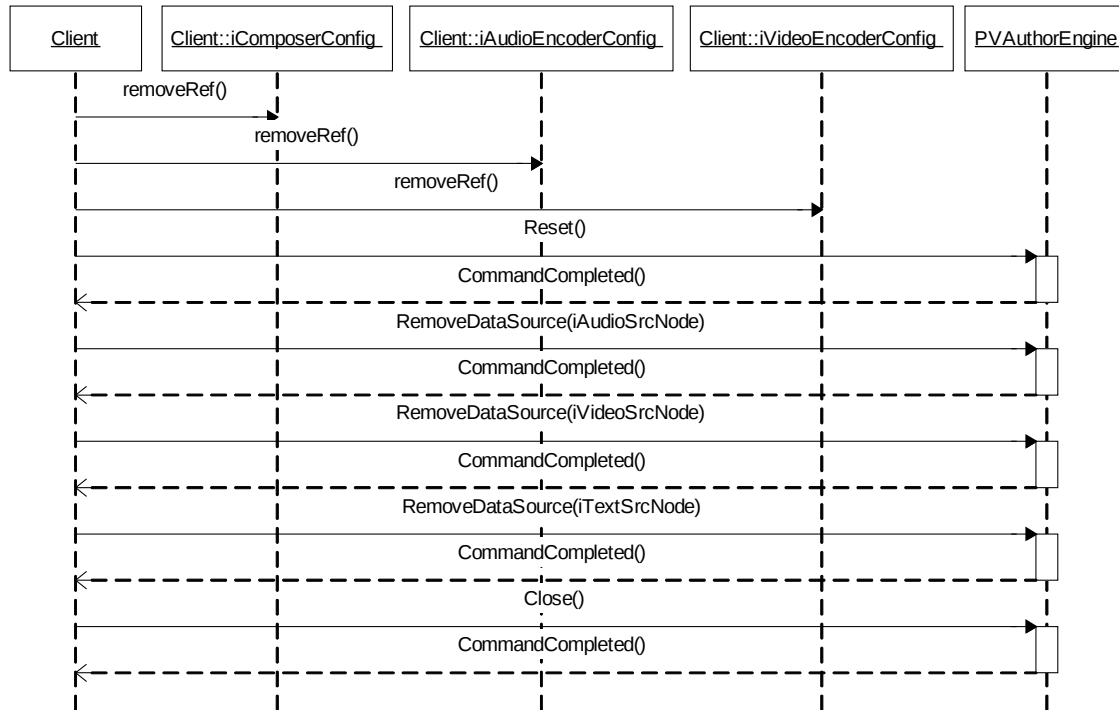 Client
Client::iComposerConfig
Client::iAudioEncoderConfig
Client::iVideoEncoderConfig
PVAuthorEngine
removeRef()
removeRef()
removeRef()
Reset()
CommandCompleted()
RemoveDataSource(iAudioSrcNode)
CommandCompleted()
RemoveDataSource(iVideoSrcNode)
CommandCompleted()
RemoveDataSource(iTextSrcNode)
CommandCompleted()
Close()
CommandCompleted()